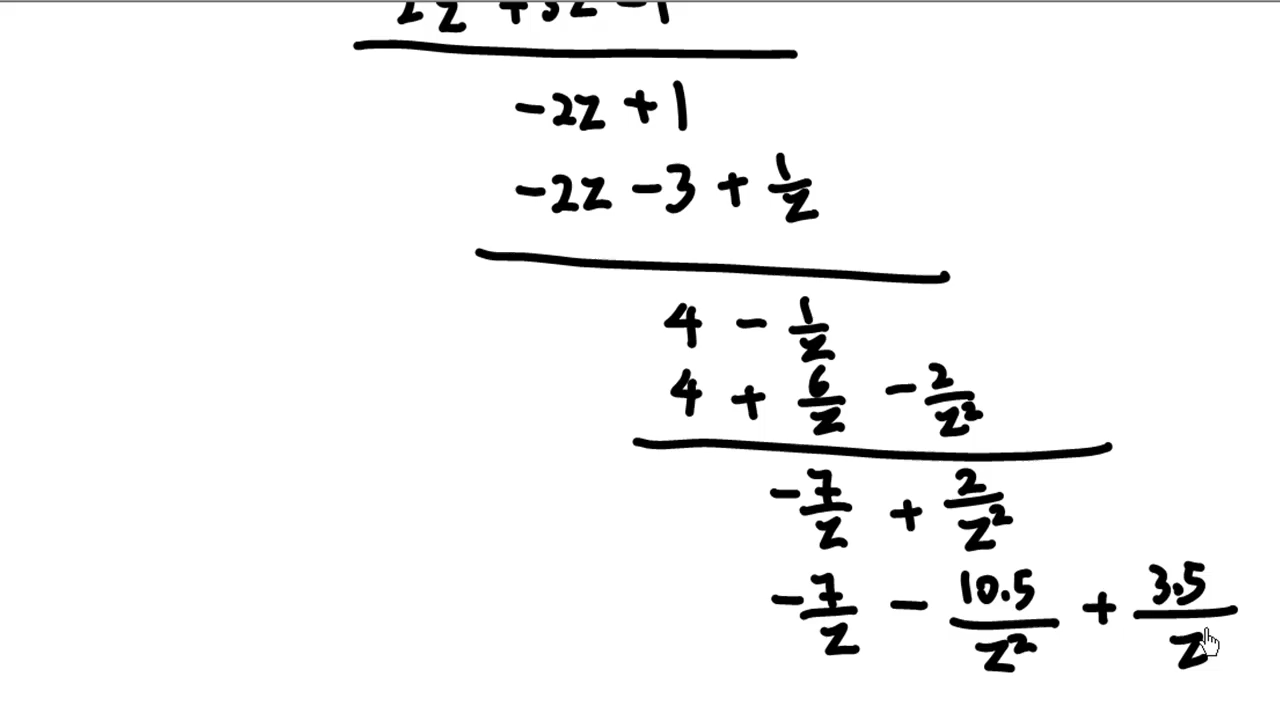 -2z + 1
-2z - 3 + 1/z
4 - 1/z
4 + 6/z - 2/z²
-7/z + 2/z²
-7/z - 10.5/z² + 3.5/z